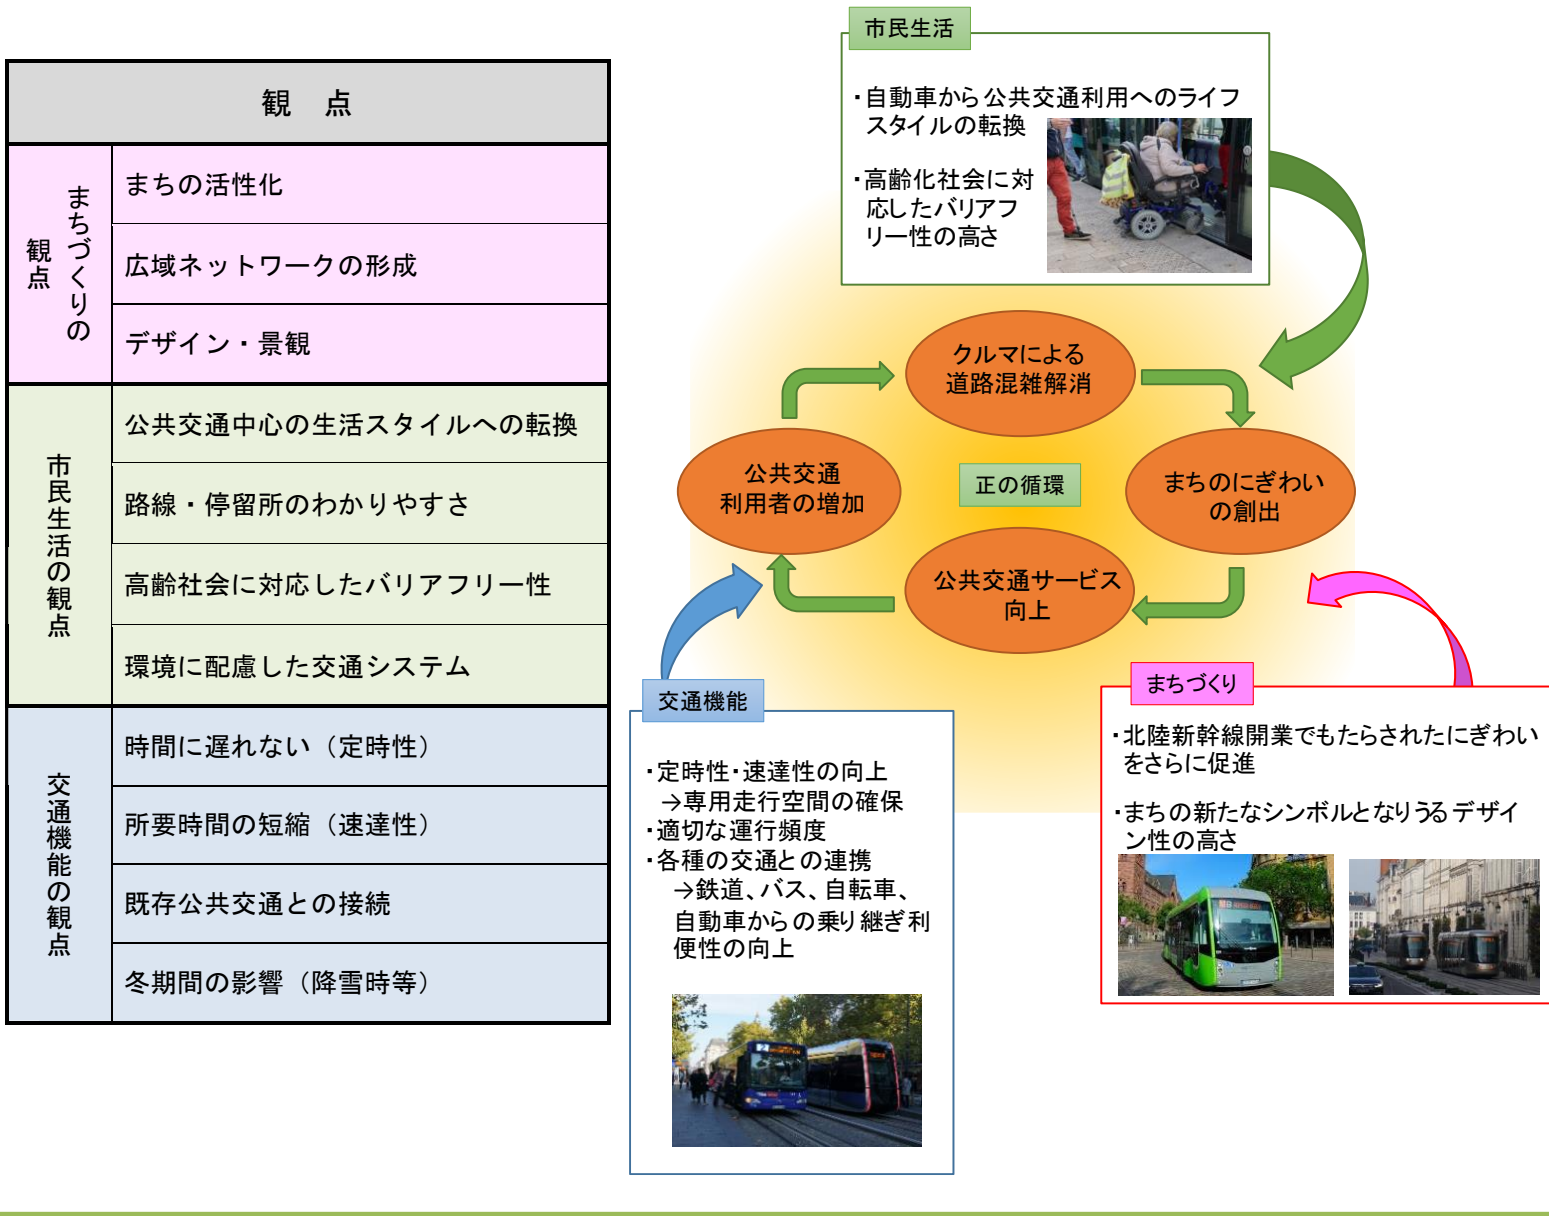 観　点
まちづくりの
観点
まちの活性化
広域ネットワークの形成
デザイン・景観
市民生活の観点
公共交通中心の生活スタイルへの転換
路線・停留所のわかりやすさ
高齢社会に対応したバリアフリー性
環境に配慮した交通システム
交通機能の観点
時間に遅れない（定時性）
所要時間の短縮（速達性）
既存公共交通との接続
冬期間の影響（降雪時等）
市民生活
・自動車から公共交通利用へのライフ
スタイルの転換
・高齢化社会に対
応したバリアフ
リー性の高さ
クルマによる
道路混雑解消
公共交通
利用者の増加
正の循環
まちのにぎわい
の創出
公共交通サービス
向上
交通機能
・定時性・速達性の向上
→専用走行空間の確保
・適切な運行頻度
・各種の交通との連携
→鉄道、バス、自転車、
自動車からの乗り継ぎ利
便性の向上
まちづくり
・北陸新幹線開業でもたらされたにぎわい
をさらに促進
・まちの新たなシンボルとなりうるデザイ
ン性の高さ